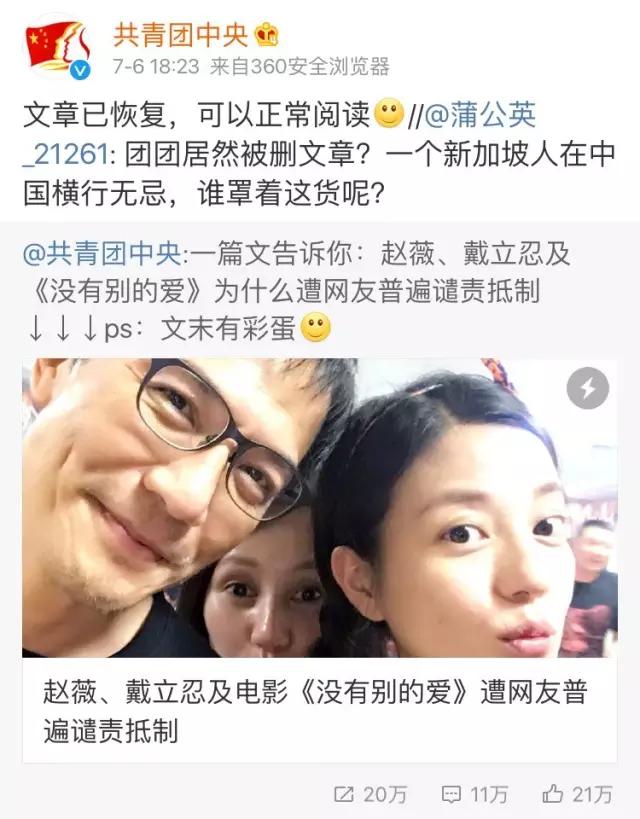 共青团中央
7-6 18:23 来自360安全浏览器
文章已恢复，可以正常阅读//@蒲公英
_21261: 团团居然被删文章？一个新加坡人在中
国横行无忌，谁罩着这货呢？
@共青团中央:一篇文告诉你：赵薇、戴立忍及
《没有别的爱》为什么遭网友普遍谴责抵制
↓↓↓ps：文末有彩蛋
赵薇、戴立忍及电影《没有别的爱》遭网友普
遍谴责抵制
20万 11万 21万